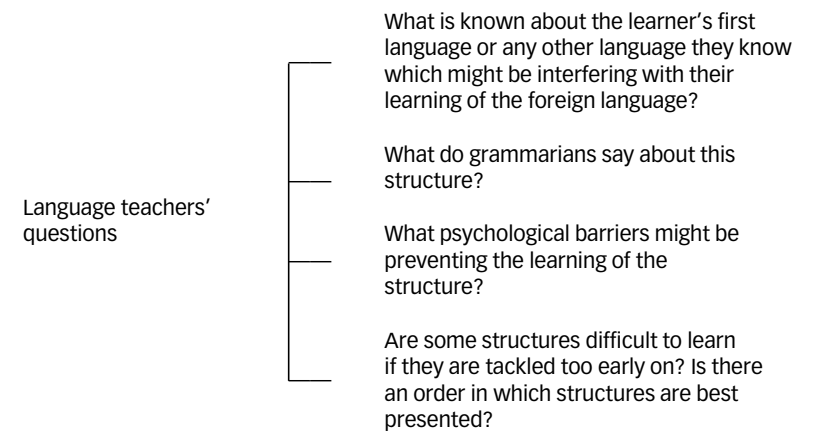 Language teachers’
questions
What is known about the learner’s first
language or any other language they know
which might be interfering with their
learning of the foreign language?
What do grammarians say about this
structure?
What psychological barriers might be
preventing the learning of the
structure?
Are some structures difficult to learn
if they are tackled too early on? Is there
an order in which structures are best
presented?